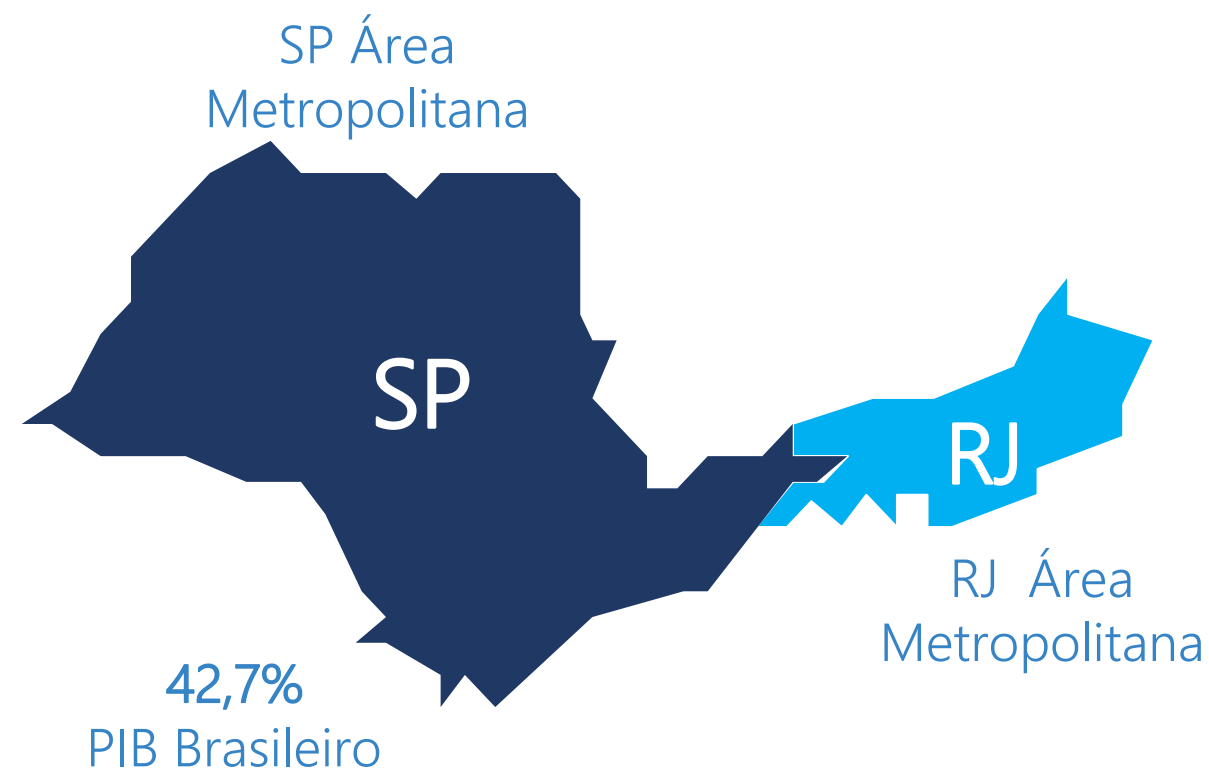 SP Área
Metropolitana
SP
RJ
RJ Área
Metropolitana
42,7%
PIB Brasileiro